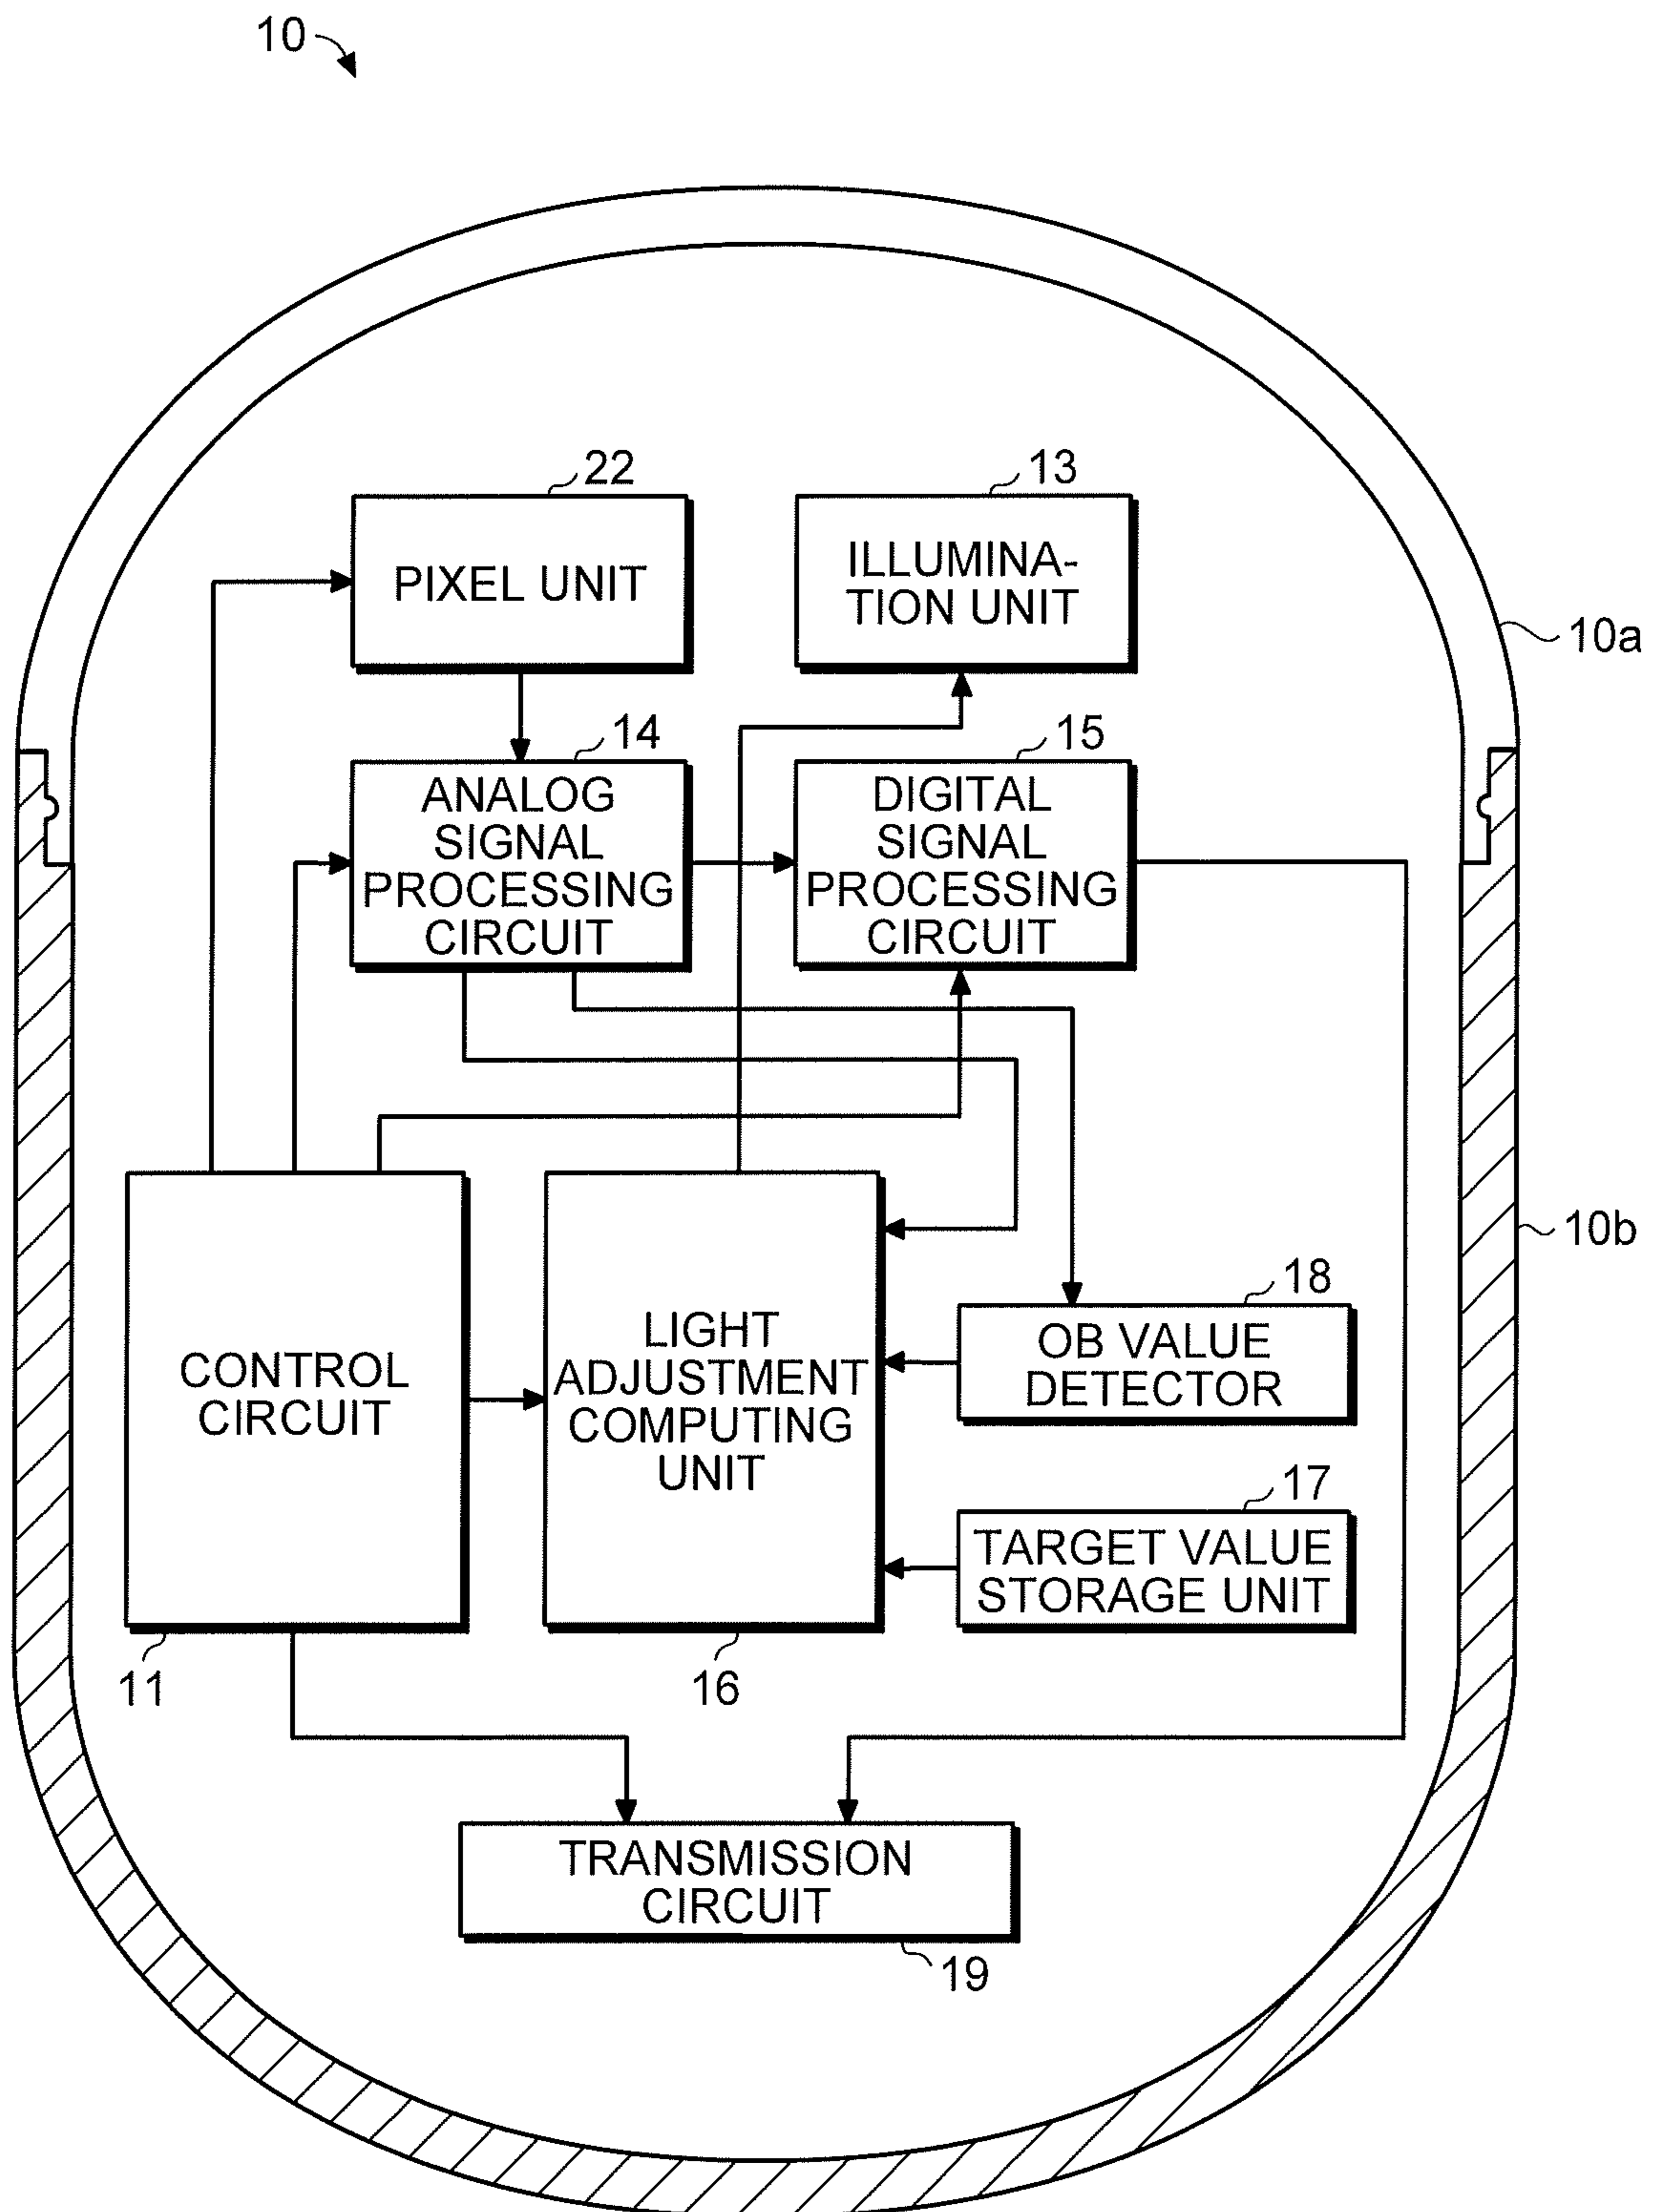 10
22
13
PIXEL UNIT
ILLUMINA-
TION UNIT
10a
14
15
ANALOG
SIGNAL
PROCESSING
CIRCUIT
DIGITAL
SIGNAL
PROCESSING
CIRCUIT
10b
18
CONTROL
CIRCUIT
LIGHT
ADJUSTMENT
COMPUTING
UNIT
OB VALUE
DETECTOR
17
TARGET VALUE
STORAGE UNIT
11
16
TRANSMISSION
CIRCUIT
19